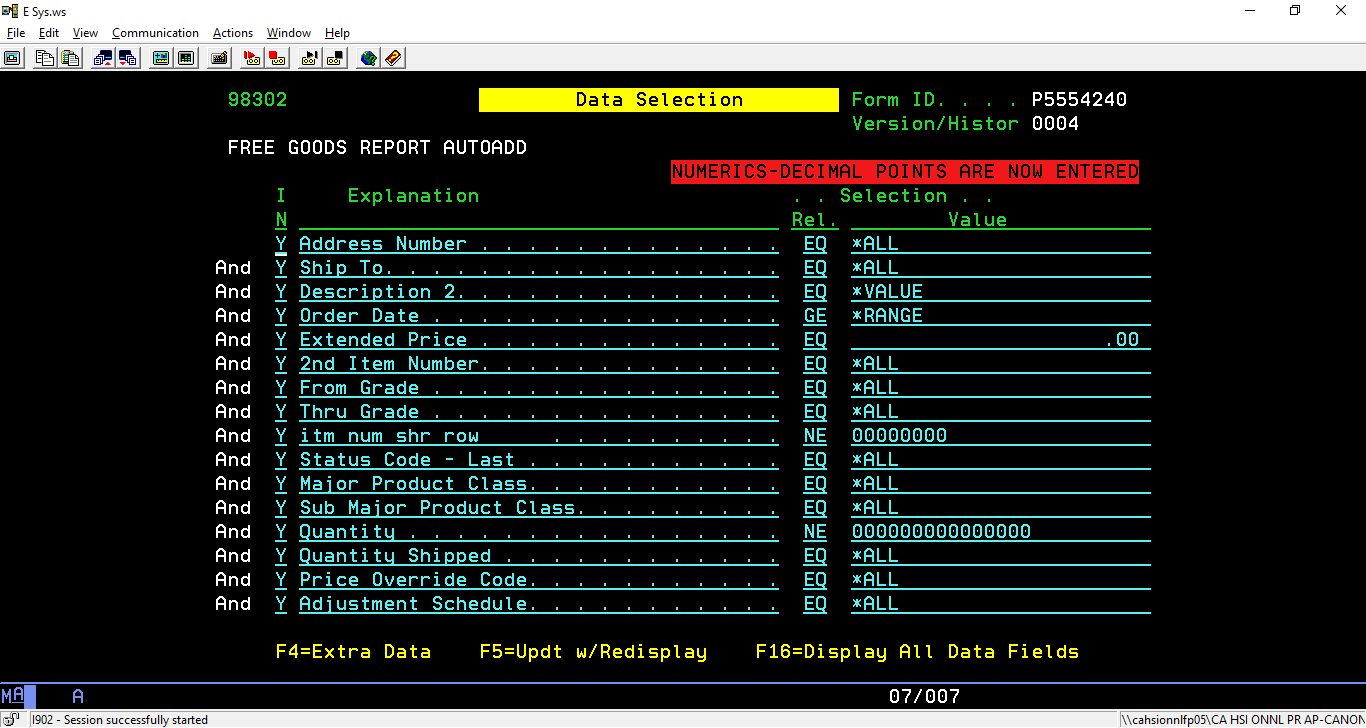 E Sys.ws
File Edit View Communication Actions Window Help
98302 Data Selection Form ID. . . . P5554240
Version/Histor 0004
FREE GOODS REPORT AUTOADD
NUMERICS-DECIMAL POINTS ARE NOW ENTERED
I Explanation . . Selection . .
N Rel. Value
Y Address Number . . . . . . . . . . . . . EQ *ALL
And Y Ship To. . . . . . . . . . . . . . . . . EQ *ALL
And Y Description 2. . . . . . . . . . . . . . EQ *VALUE
And Y Order Date . . . . . . . . . . . . . . . GE *RANGE
And Y Extended Price . . . . . . . . . . . . . EQ .00
And Y 2nd Item Number. . . . . . . . . . . . . EQ *ALL
And Y From Grade . . . . . . . . . . . . . . . EQ *ALL
And Y Thru Grade . . . . . . . . . . . . . . . EQ *ALL
And Y itm num shr row . . . . . . . . . . NE 00000000
And Y Status Code - Last . . . . . . . . . . . EQ *ALL
And Y Major Product Class. . . . . . . . . . . EQ *ALL
And Y Sub Major Product Class. . . . . . . . . EQ *ALL
And Y Quantity . . . . . . . . . . . . . . . . NE 000000000000000
And Y Quantity Shipped . . . . . . . . . . . . EQ *ALL
And Y Price Override Code. . . . . . . . . . . EQ *ALL
And Y Adjustment Schedule. . . . . . . . . . . EQ *ALL
F4=Extra Data F5=Updt w/Redisplay F16=Display All Data Fields
MA A 07/007
I902 - Session successfully started \\cahsionnlfp05\CA HSI ONNL PR AP-CANON